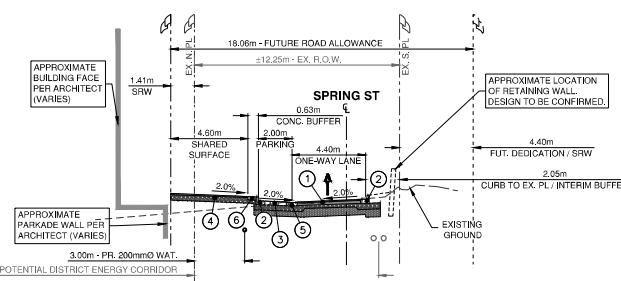 18.06m - FUTURE ROAD ALLOWANCE
EX. N. PL
EX. S. PL
±12.25m - EX. R.O.W.
APPROXIMATE
BUILDING FACE
PER ARCHITECT
(VARIES)
1.41m
SRW
SPRING ST
℄
0.63m
CONC. BUFFER
APPROXIMATE LOCATION
OF RETAINING WALL.
DESIGN TO BE CONFIRMED.
4.60m
SHARED
SURFACE
2.00m
PARKING
4.40m
ONE-WAY LANE
4.40m
FUT. DEDICATION / SRW
2.05m
CURB TO EX. PL / INTERIM BUFFE
1
2
2.0%
2.0%
2.0%
APPROXIMATE
PARKADE WALL PER
ARCHITECT (VARIES)
4
6
2
3
5
EXISTING
GROUND
3.00m - PR. 200mmØ WAT.
POTENTIAL DISTRICT ENERGY CORRIDOR